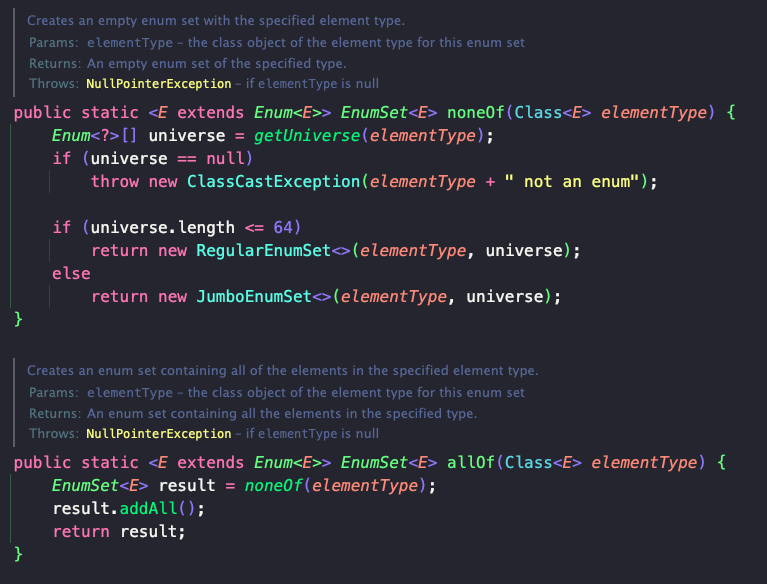 Creates an empty enum set with the specified element type.
Params: elementType – the class object of the element type for this enum set
Returns: An empty enum set of the specified type.
Throws: NullPointerException – if elementType is null
public static <E extends Enum<E>> EnumSet<E> noneOf(Class<E> elementType) {
    Enum<?>[] universe = getUniverse(elementType);
    if (universe == null)
        throw new ClassCastException(elementType + " not an enum");

    if (universe.length <= 64)
        return new RegularEnumSet<>(elementType, universe);
    else
        return new JumboEnumSet<>(elementType, universe);
}

Creates an enum set containing all of the elements in the specified element type.
Params: elementType – the class object of the element type for this enum set
Returns: An enum set containing all the elements in the specified type.
Throws: NullPointerException – if elementType is null
public static <E extends Enum<E>> EnumSet<E> allOf(Class<E> elementType) {
    EnumSet<E> result = noneOf(elementType);
    result.addAll();
    return result;
}